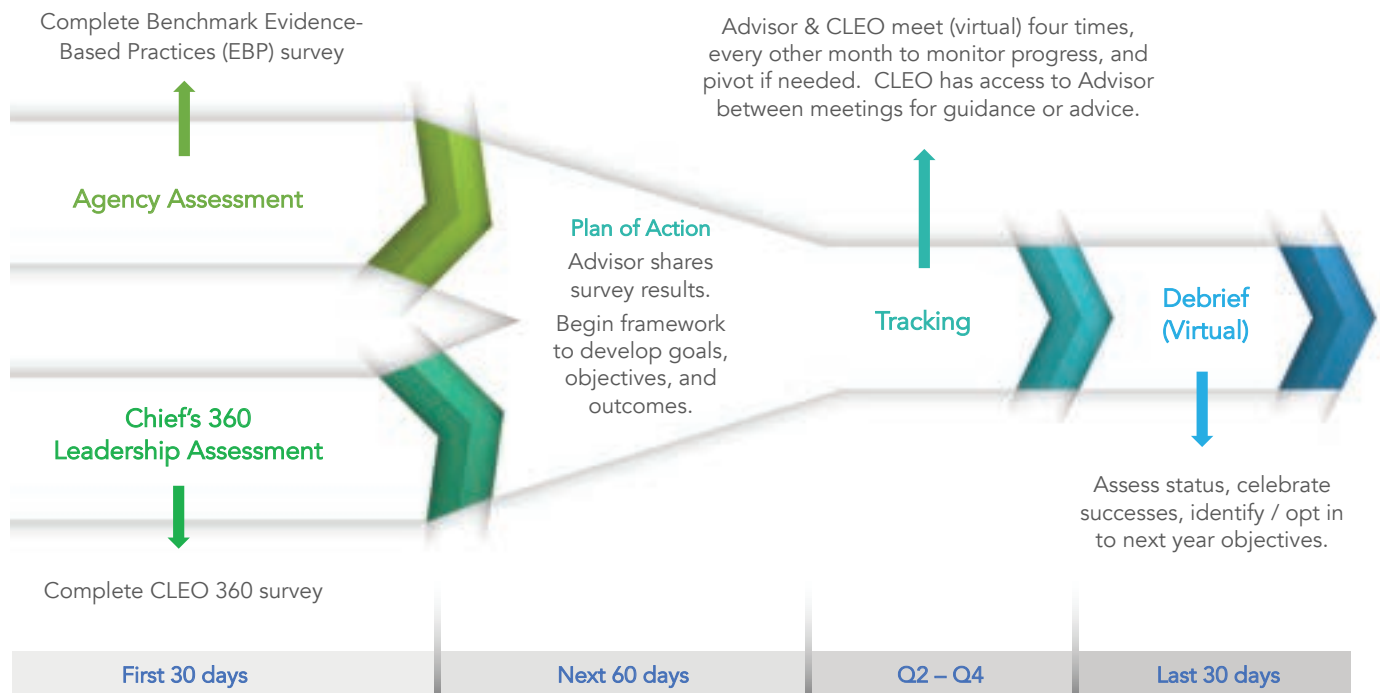 Complete Benchmark Evidence-
Based Practices (EBP) survey
Agency Assessment
Chief's 360
Leadership Assessment
Complete CLEO 360 survey
Plan of Action
Advisor shares
survey results.
Begin framework
to develop goals,
objectives, and
outcomes.
Advisor & CLEO meet (virtual) four times,
every other month to monitor progress, and
pivot if needed.  CLEO has access to Advisor
between meetings for guidance or advice.
Tracking
Debrief
(Virtual)
Assess status, celebrate
successes, identify / opt in
to next year objectives.
First 30 days
Next 60 days
Q2 – Q4
Last 30 days